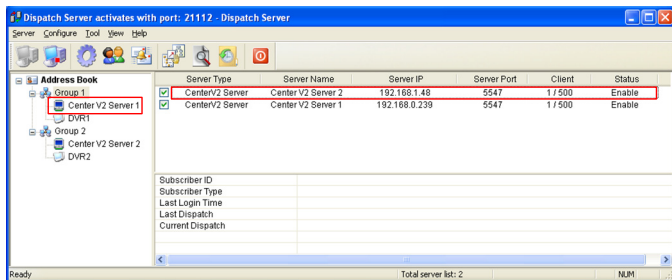 Dispatch Server activates with port: 21112 - Dispatch Server
Server Configure Tool View Help
Address Book
Group 1
Center V2 Server 1
DVR1
Group 2
Center V2 Server 2
DVR2
Server Type Server Name Server IP Server Port Client Status
CenterV2 Server Center V2 Server 2 192.168.1.48 5547 1 / 500 Enable
CenterV2 Server Center V2 Server 1 192.168.0.239 5547 1 / 500 Enable
Subscriber ID
Subscriber Type
Last Login Time
Last Dispatch
Current Dispatch
Ready Total server list: 2 NUM